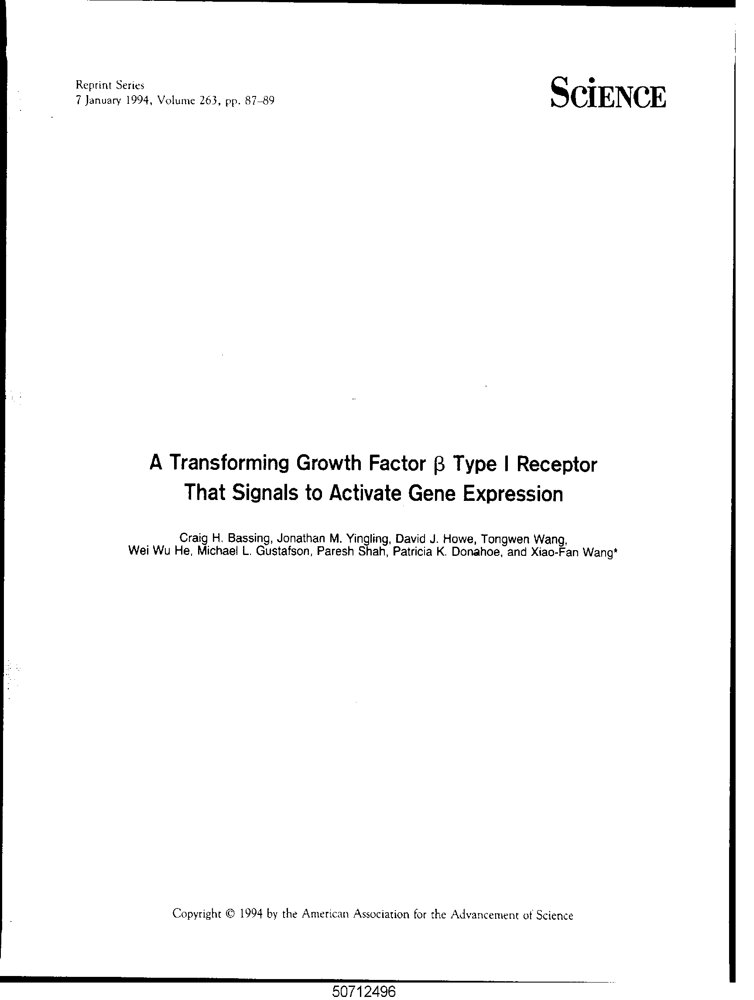 Reprint Series
7 January 1994, Volume 263, pp. 87–89
SCIENCE
A Transforming Growth Factor β Type I Receptor
That Signals to Activate Gene Expression
Craig H. Bassing, Jonathan M. Yingling, David J. Howe, Tongwen Wang,
Wei Wu He, Michael L. Gustafson, Paresh Shah, Patricia K. Donahoe, and Xiao-Fan Wang*
Copyright © 1994 by the American Association for the Advancement of Science
50712496